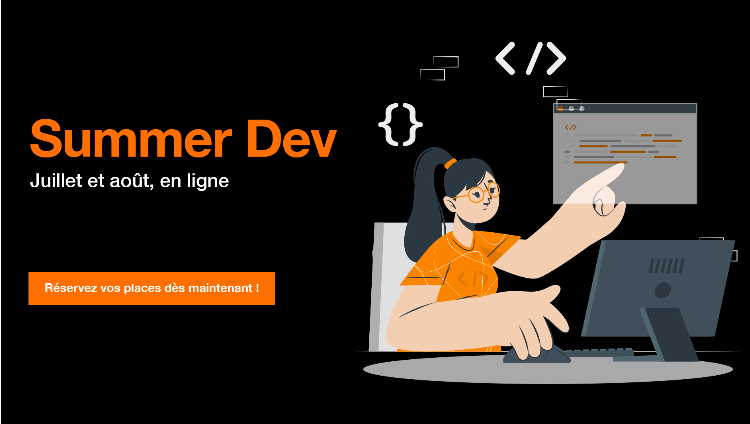 Summer Dev
Juillet et août, en ligne
Réservez vos places dès maintenant !
</> 
{}
</>
</>